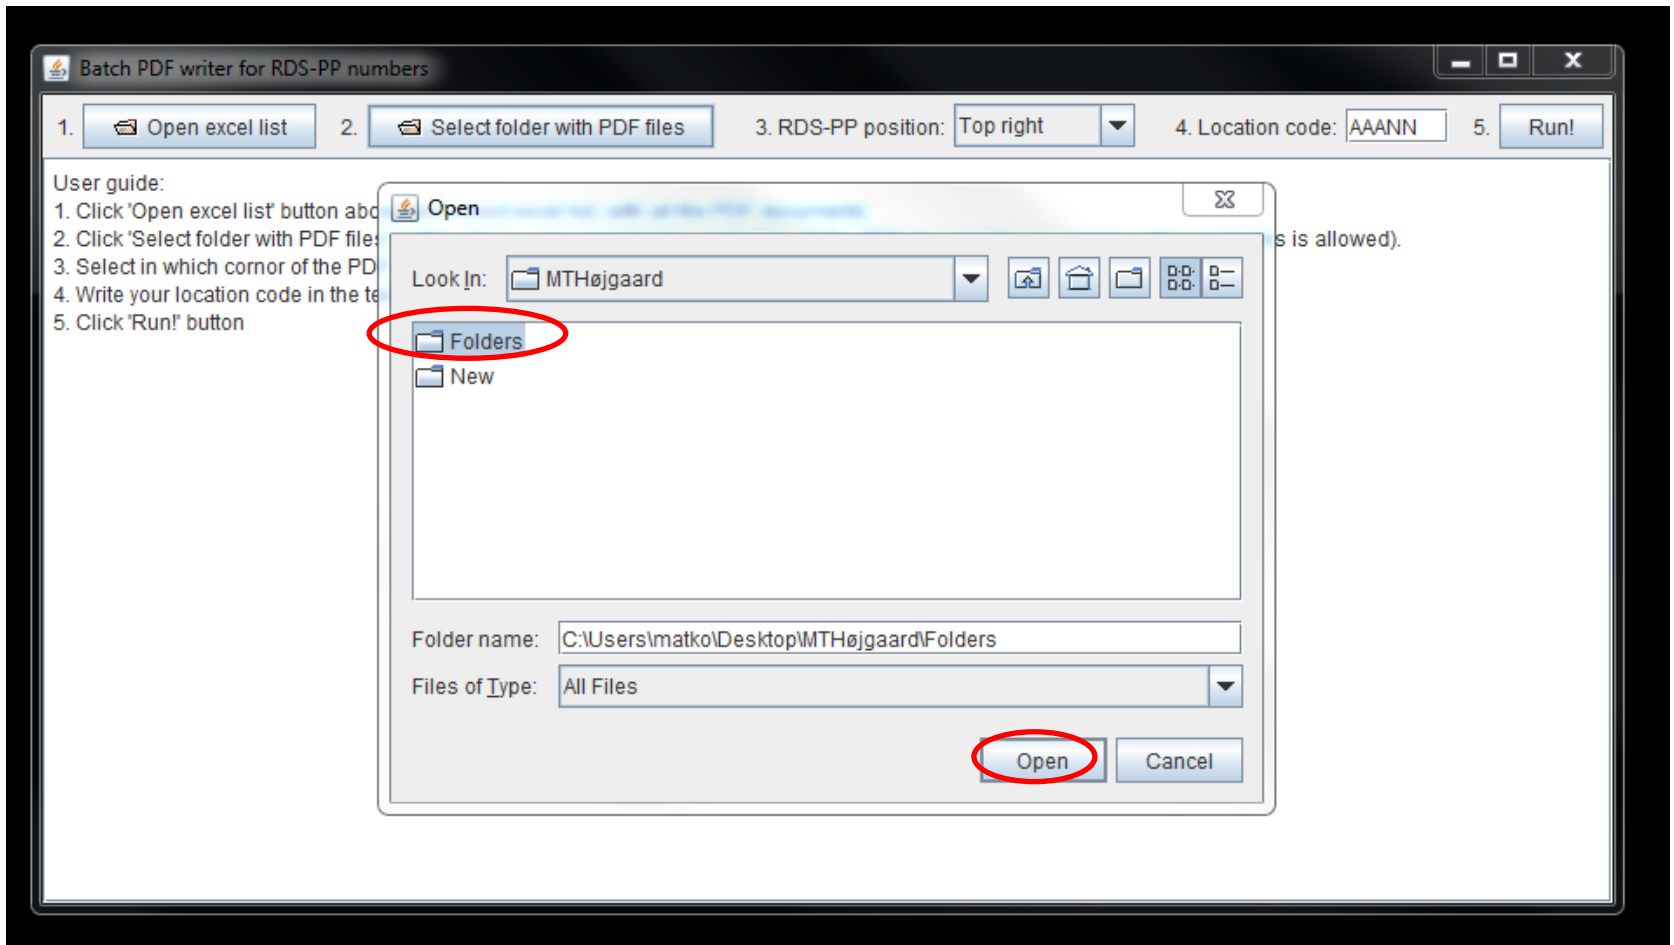 Batch PDF writer for RDS-PP numbers
1. Open excel list 2. Select folder with PDF files 3. RDS-PP position: Top right 4. Location code: AAANN 5. Run!
User guide:
1. Click 'Open excel list' button
2. Click 'Select folder with PDF files s is allowed).
3. Select in which cornor of the PD
4. Write your location code in the te
5. Click 'Run!' button
Open
Look In: MTHøjgaard
Folders
New
Folder name: C:\Users\matko\Desktop\MTHøjgaard\Folders
Files of Type: All Files
Open Cancel